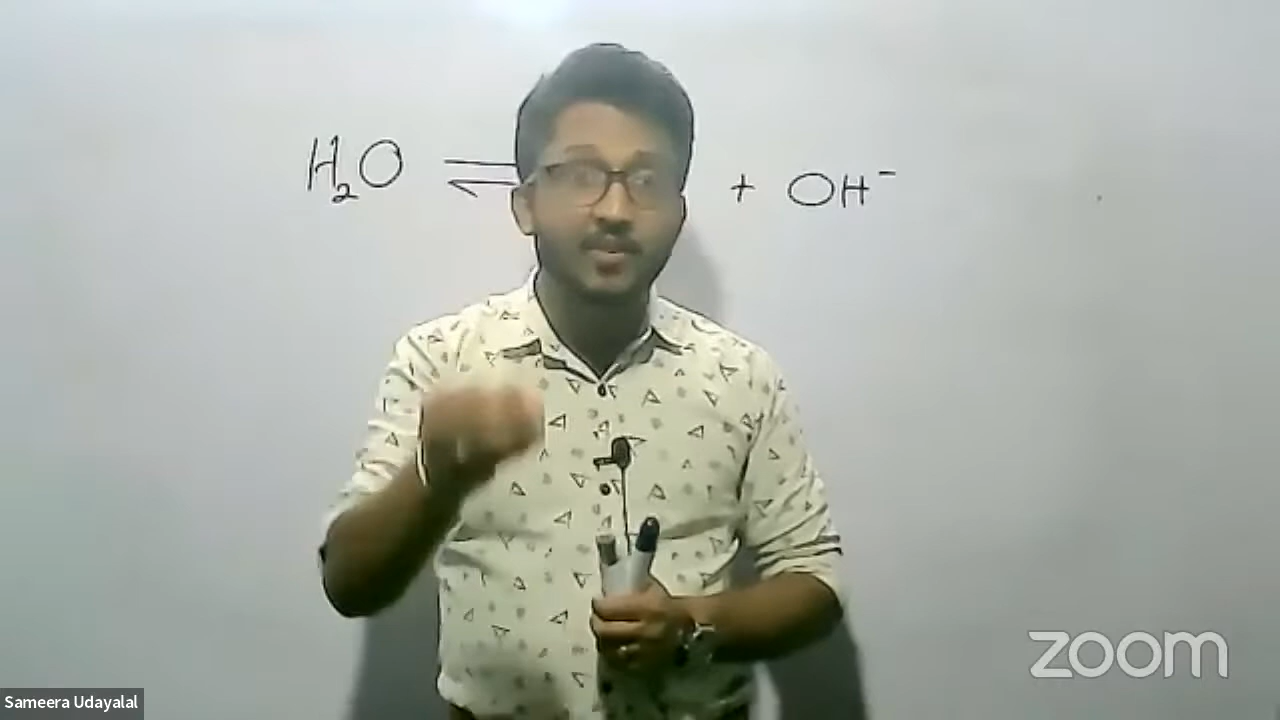 H₂O ⇌ + OH⁻
zoom
Sameera Udayalal